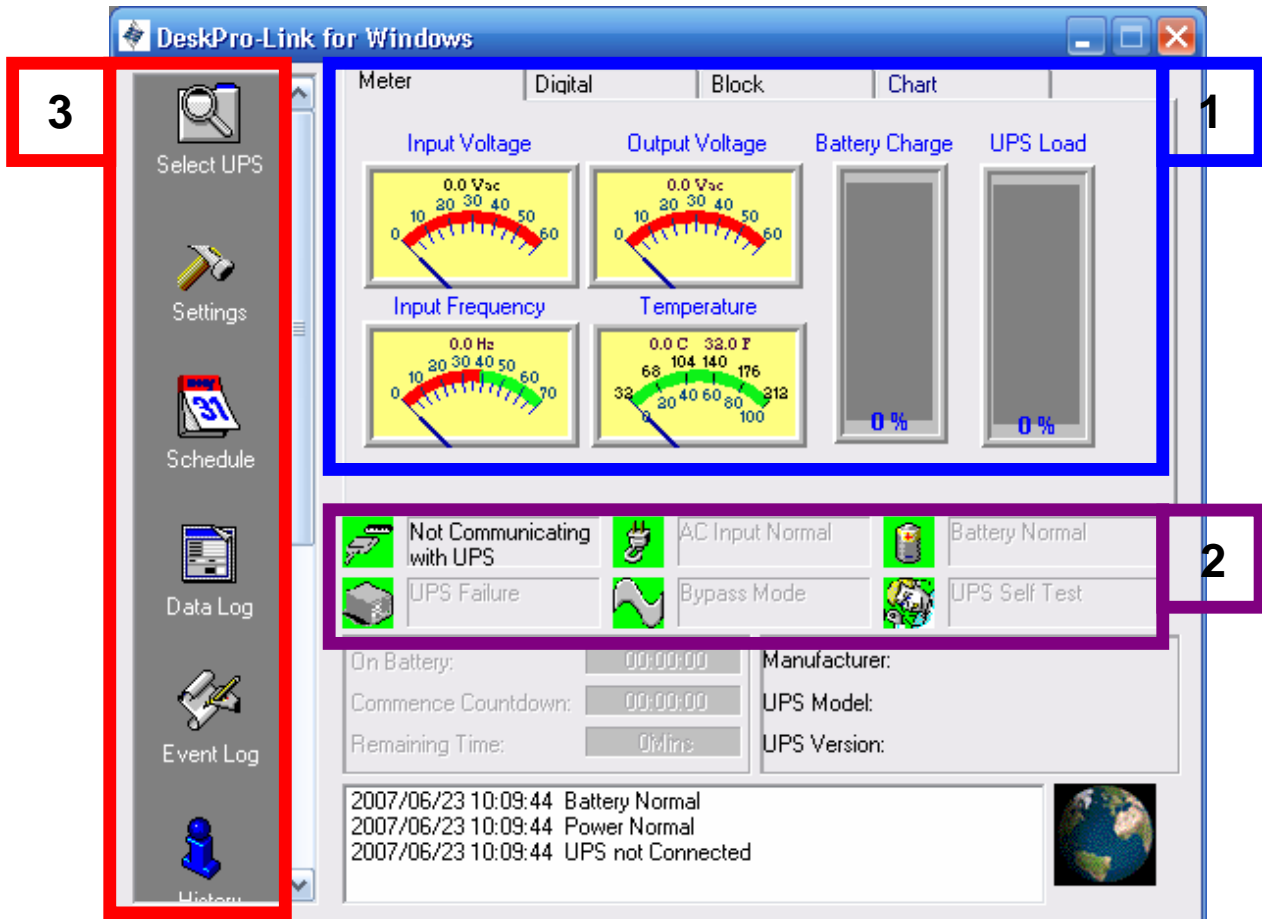 DeskPro-Link for Windows
3
1
2
Select UPS
Settings
Schedule
Data Log
Event Log
History
Meter Digital Block Chart
Input Voltage
0.0 Vac
0 10 20 30 40 50 60
Output Voltage
0.0 Vac
0 10 20 30 40 50 60
Battery Charge
0 %
UPS Load
0 %
Input Frequency
0.0 Hz
0 10 20 30 40 50 60 70
Temperature
0.0 C 32.0 F
32 68 104 140 176 212
0 20 40 60 80 100
Not Communicating
with UPS
AC Input Normal
Battery Normal
UPS Failure
Bypass Mode
UPS Self Test
On Battery: 00:00:00
Commence Countdown: 00:00:00
Remaining Time: 0Mins
Manufacturer:
UPS Model:
UPS Version:
2007/06/23 10:09:44 Battery Normal
2007/06/23 10:09:44 Power Normal
2007/06/23 10:09:44 UPS not Connected
31